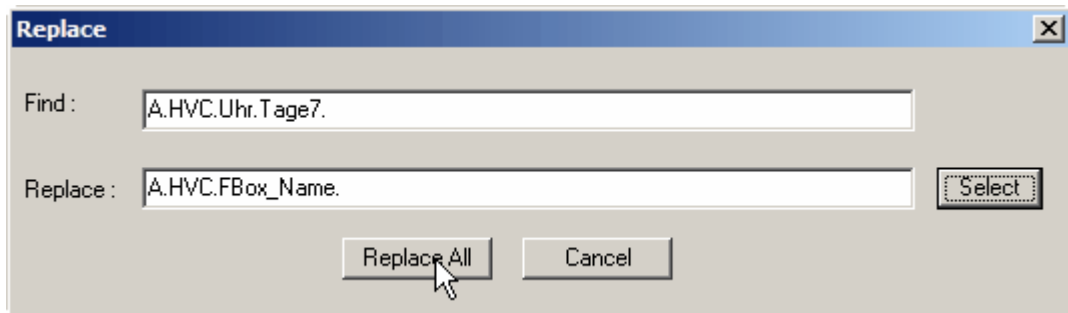 Replace
Find :
A.HVC.Uhr.Tage7.
Replace :
A.HVC.FBox_Name.
Select
Replace All
Cancel